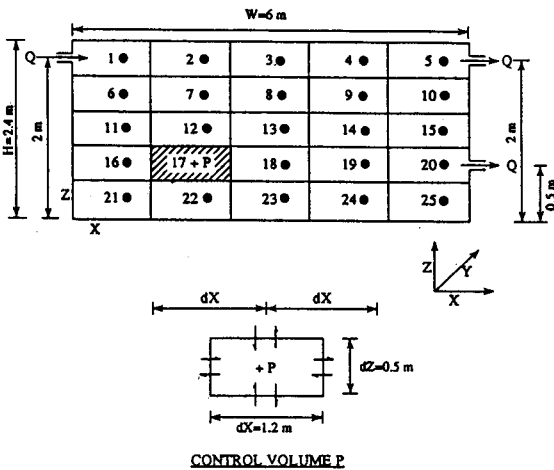 W=6 m
Q 1 2 3 4 5 Q
6 7 8 9 10
H=2.4 m
2 m
11 12 13 14 15
2 m
16 17 + P 18 19 20 Q
Z 21 22 23 24 25
0.5 m
X
Z Y
X
dX dX
+ P
dZ=0.5 m
dX=1.2 m
CONTROL VOLUME P